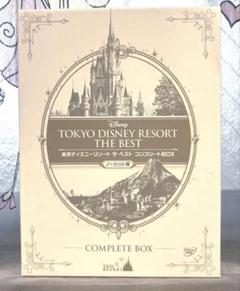 Disney
TOKYO DISNEY RESORT
THE BEST
東京ディズニーリゾート ザ・ベスト コンプリートBOX
ノーカット版
COMPLETE BOX